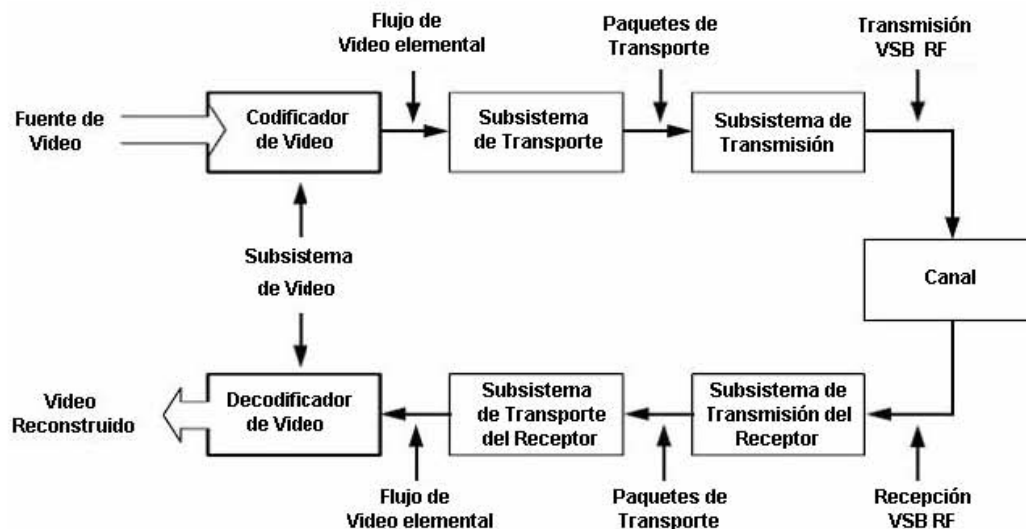 Flujo de
Video elemental
Paquetes de
Transporte
Transmisión
VSB RF
Fuente de
Video
Codificador
de Video
Subsistema
de Transporte
Subsistema de
Transmisión
Subsistema
de Video
Canal
Video
Reconstruido
Decodificador
de Video
Subsistema
de Transporte
del Receptor
Subsistema de
Transmisión del
Receptor
Flujo de
Video elemental
Paquetes de
Transporte
Recepción
VSB RF